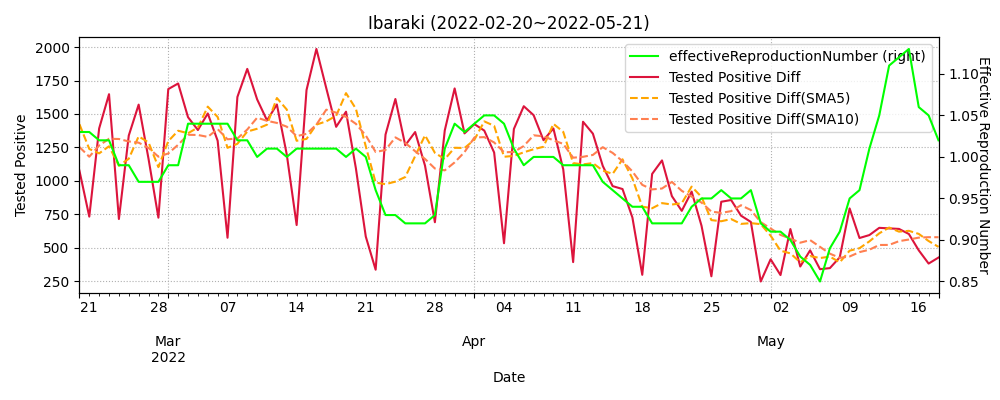 Ibaraki (2022-02-20~2022-05-21)
effectiveReproductionNumber (right)
Tested Positive Diff
Tested Positive Diff(SMA5)
Tested Positive Diff(SMA10)
Tested Positive
2000
1750
1500
1250
1000
750
500
250
1.10
1.05
1.00
0.95
0.90
0.85
Effective Reproduction Number
21 28 07 14 21 28 04 11 18 25 02 09 16
Mar Apr May
2022
Date